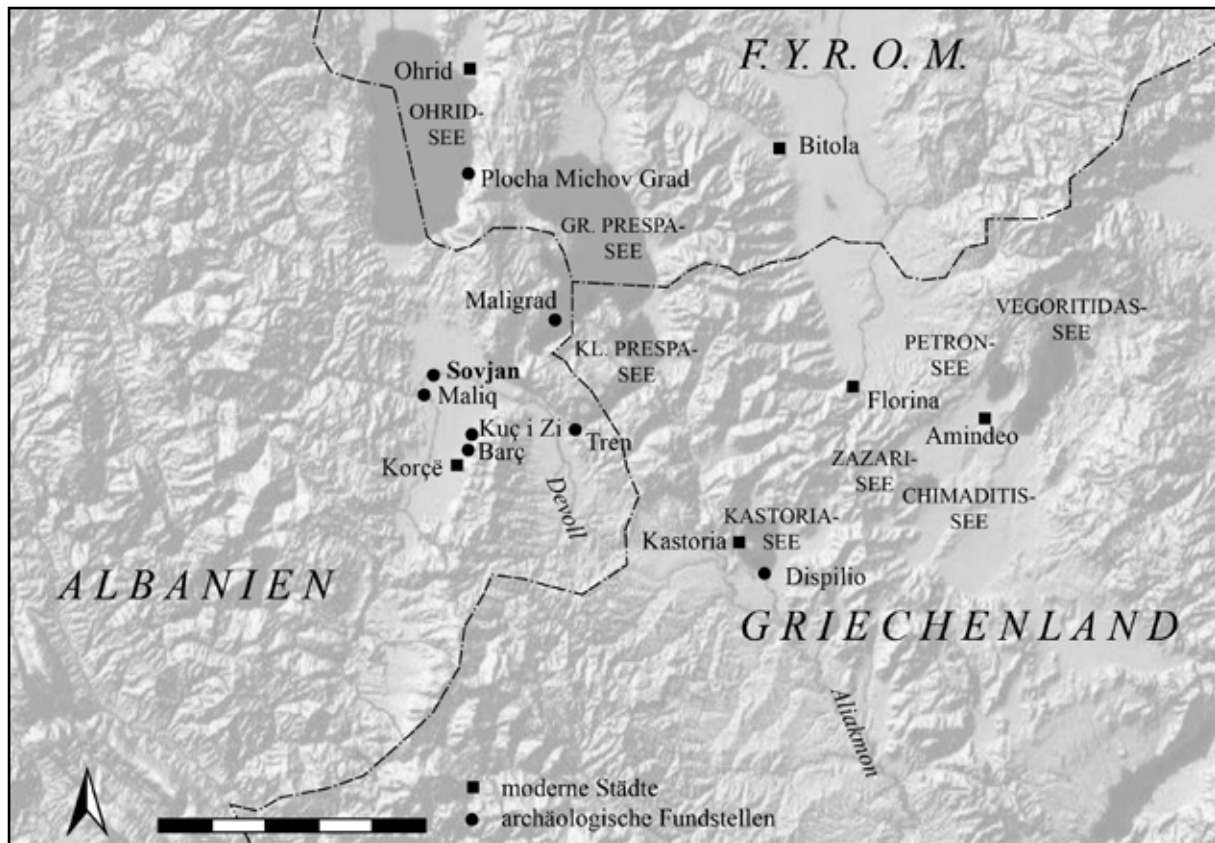 F. Y. R. O. M.
Ohrid
OHRID-
SEE
Bitola
Plocha Michov Grad
GR. PRESPA-
SEE
Maligrad
VEGORITIDAS-
SEE
PETRON-
SEE
KL. PRESPA-
SEE
Sovjan
Maliq
Florina
Kuç i Zi
Tren
Amindeo
Barç
Korçë
ZAZARI-
SEE
CHIMADITIS-
SEE
Devoll
KASTORIA-
SEE
Kastoria
Dispilio
ALBANIEN
GRIECHENLAND
Aliakmon
moderne Städte
archäologische Fundstellen